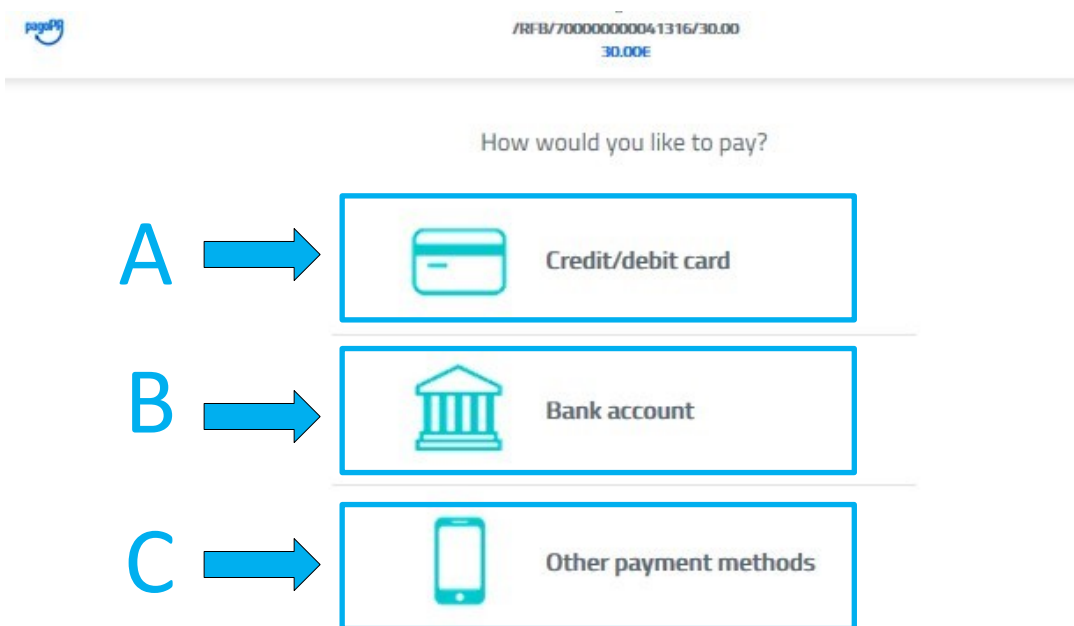 pagoPA
/RFB/700000000041316/30.00
30.00€
How would you like to pay?
A
Credit/debit card
B
Bank account
C
Other payment methods